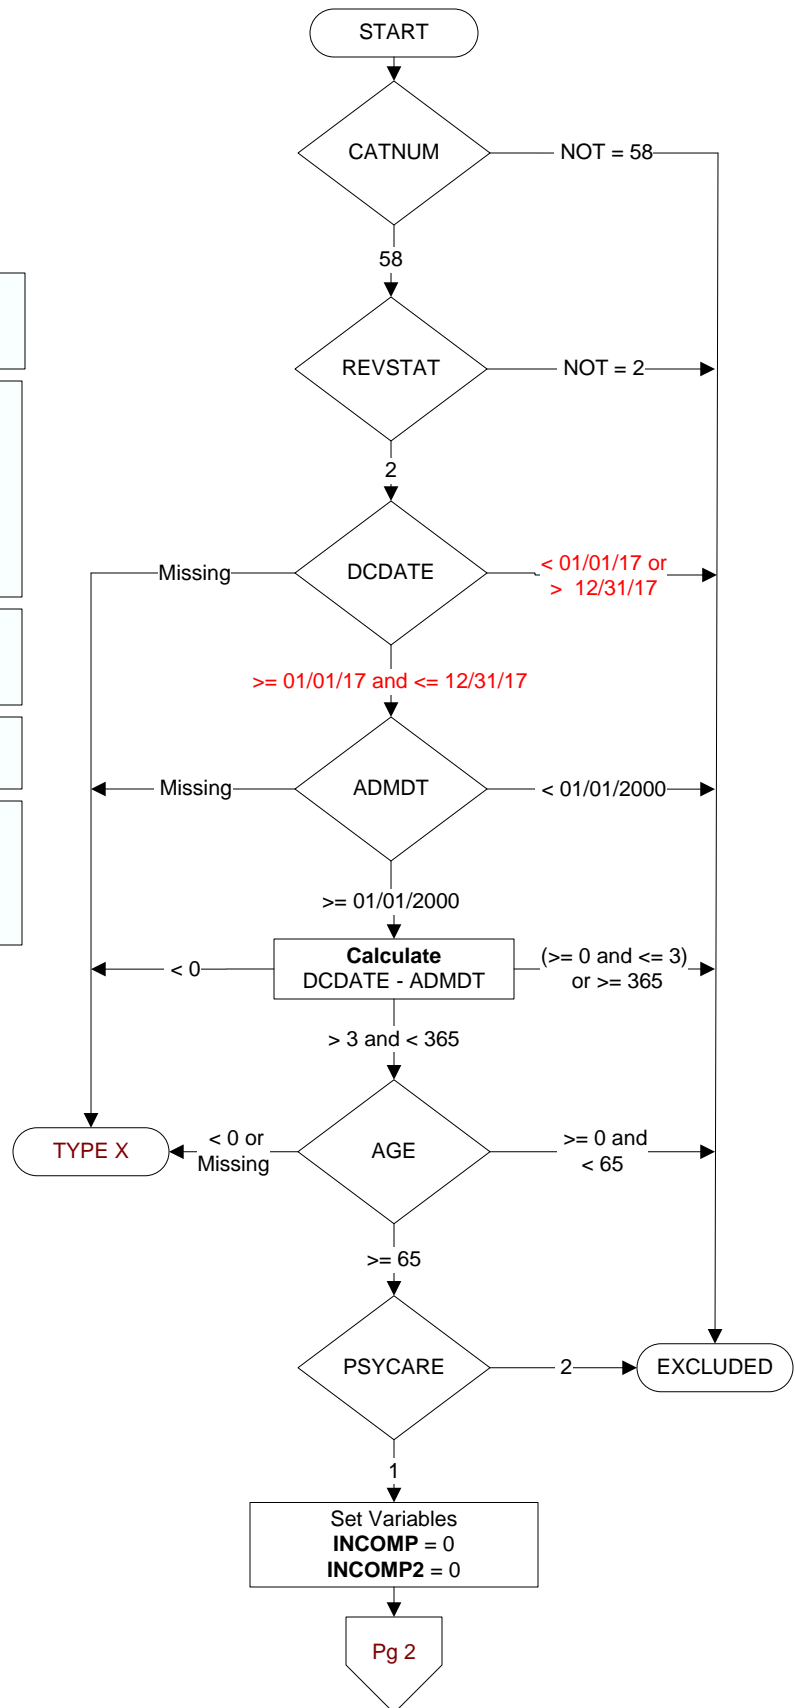 START
CATNUM
NOT = 58
58
REVSTAT
NOT = 2
2
Missing
DCDATE
< 01/01/17 or
> 12/31/17
>= 01/01/17 and <= 12/31/17
Missing
ADMDT
< 01/01/2000
>= 01/01/2000
< 0
Calculate
DCDATE - ADMDT
(>= 0 and <= 3)
or >= 365
> 3 and < 365
TYPE X
< 0 or
Missing
AGE
>= 0 and
< 65
>= 65
PSYCARE
2
EXCLUDED
1
Set Variables
INCOMP = 0
INCOMP2 = 0
Pg 2